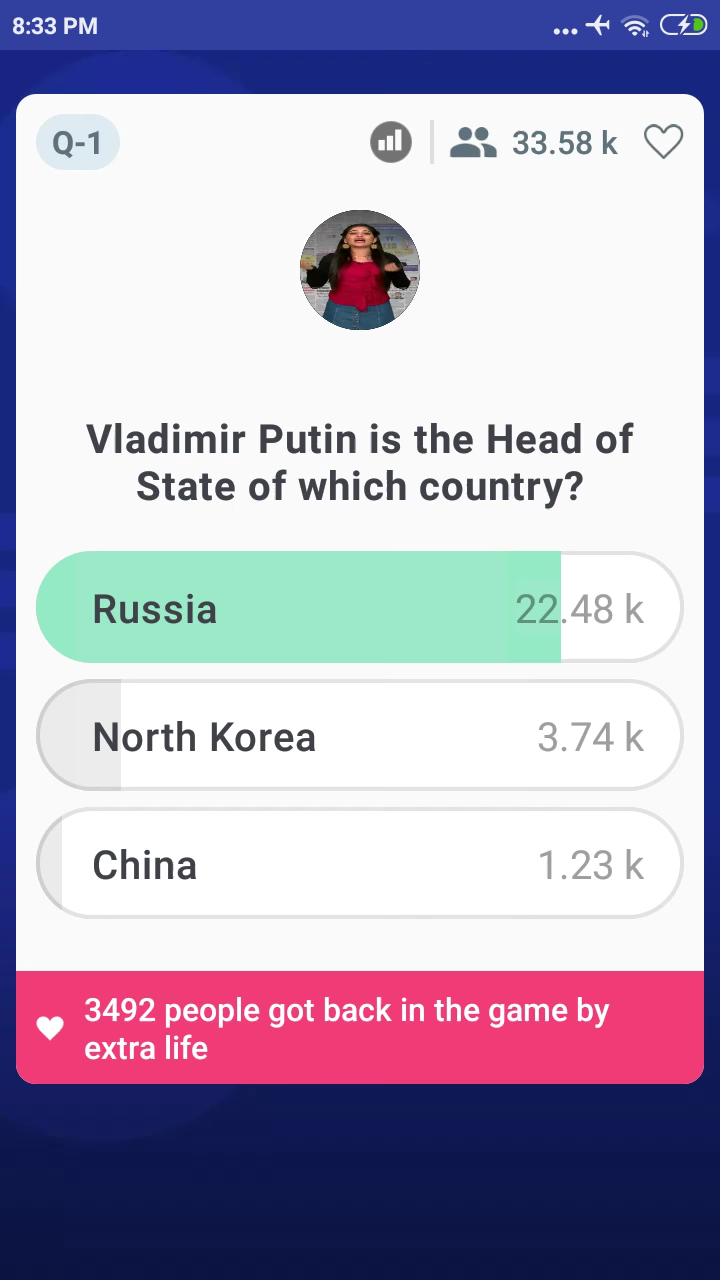 8:33 PM
Q-1
33.58 k
Vladimir Putin is the Head of
State of which country?
Russia 22.48 k
North Korea 3.74 k
China 1.23 k
3492 people got back in the game by
extra life